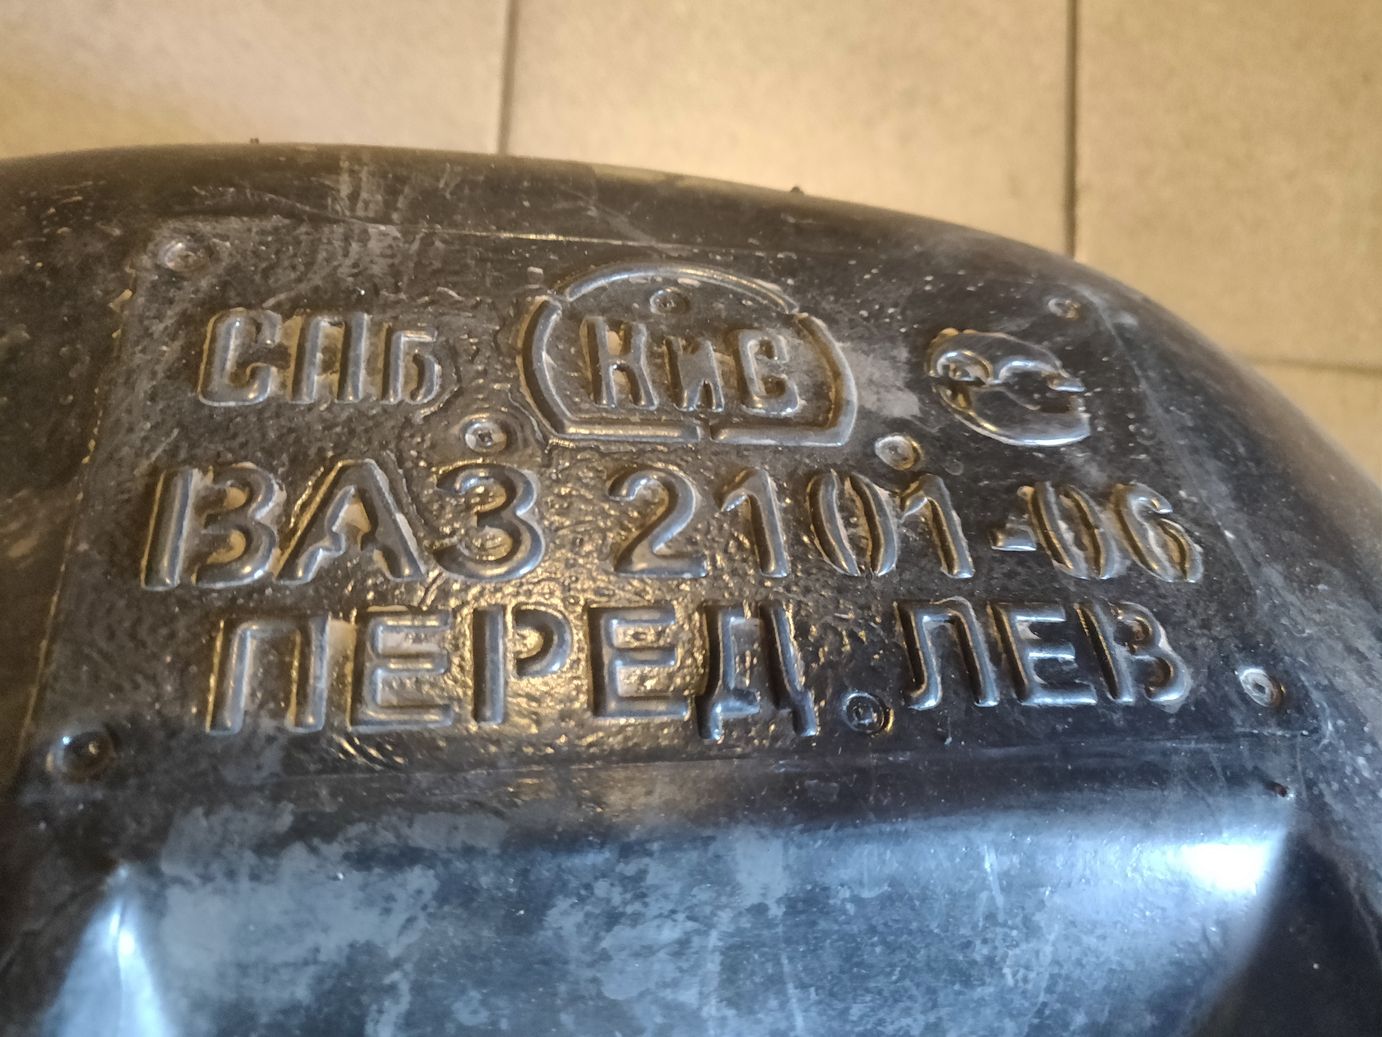 СПб КиС
ВАЗ 2101-06
ПЕРЕД. ЛЕВ.